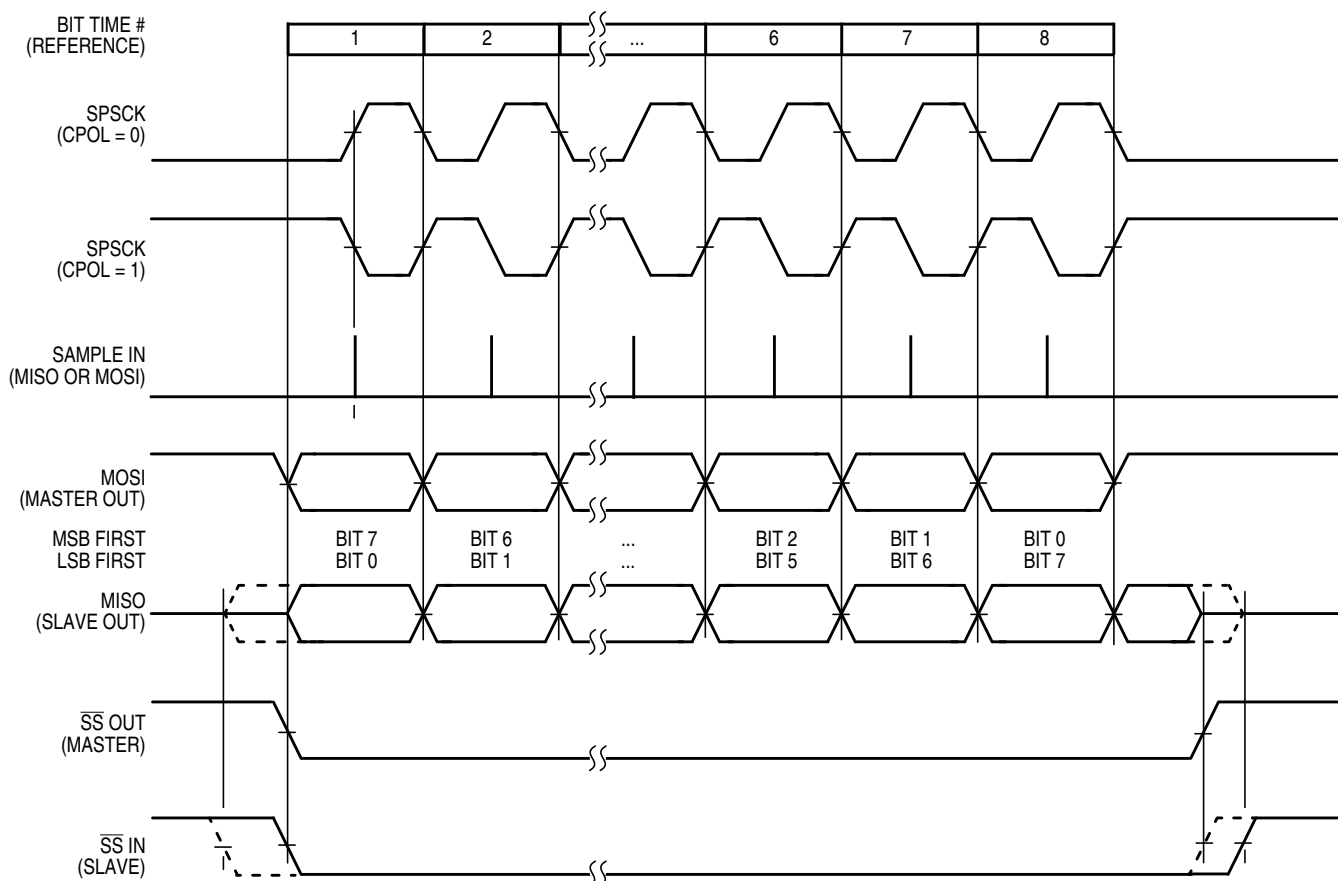 BIT TIME #
(REFERENCE)
1 2 ... 6 7 8
SPSCK
(CPOL = 0)
SPSCK
(CPOL = 1)
SAMPLE IN
(MISO OR MOSI)
MOSI
(MASTER OUT)
MSB FIRST BIT 7 BIT 6 ... BIT 2 BIT 1 BIT 0
LSB FIRST BIT 0 BIT 1 ... BIT 5 BIT 6 BIT 7
MISO
(SLAVE OUT)
S̅S̅ OUT
(MASTER)
S̅S̅ IN
(SLAVE)